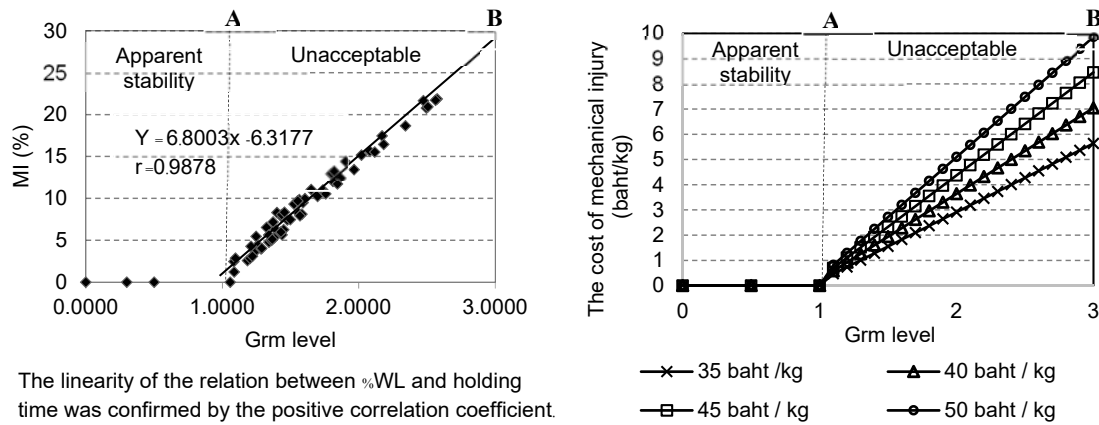 A
B
30
25
20
15
10
5
0
MI (%)
Apparent
stability
Unacceptable
Y = 6.8003x -6.3177
r=0.9878
0.0000
1.0000
2.0000
3.0000
Grm level
The linearity of the relation between %WL and holding
time was confirmed by the positive correlation coefficient.
A
B
10
9
8
7
6
5
4
3
2
1
0
The cost of mechanical injury
(baht/kg)
Apparent
stability
Unacceptable
0
1
2
3
Grm level
35 baht /kg
40 baht / kg
45 baht / kg
50 baht / kg